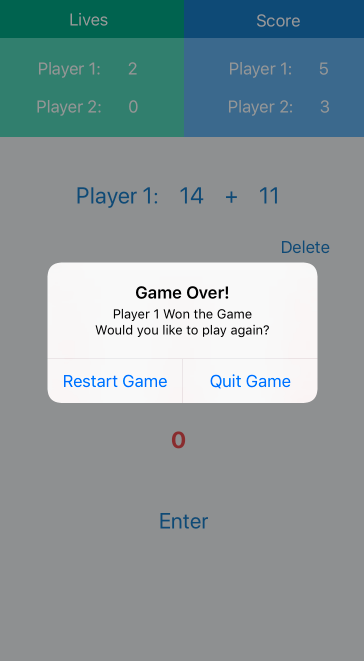 Lives Score
Player 1: 2 Player 1: 5
Player 2: 0 Player 2: 3
Player 1: 14 + 11
Delete
Game Over!
Player 1 Won the Game
Would you like to play again?
Restart Game Quit Game
0
Enter